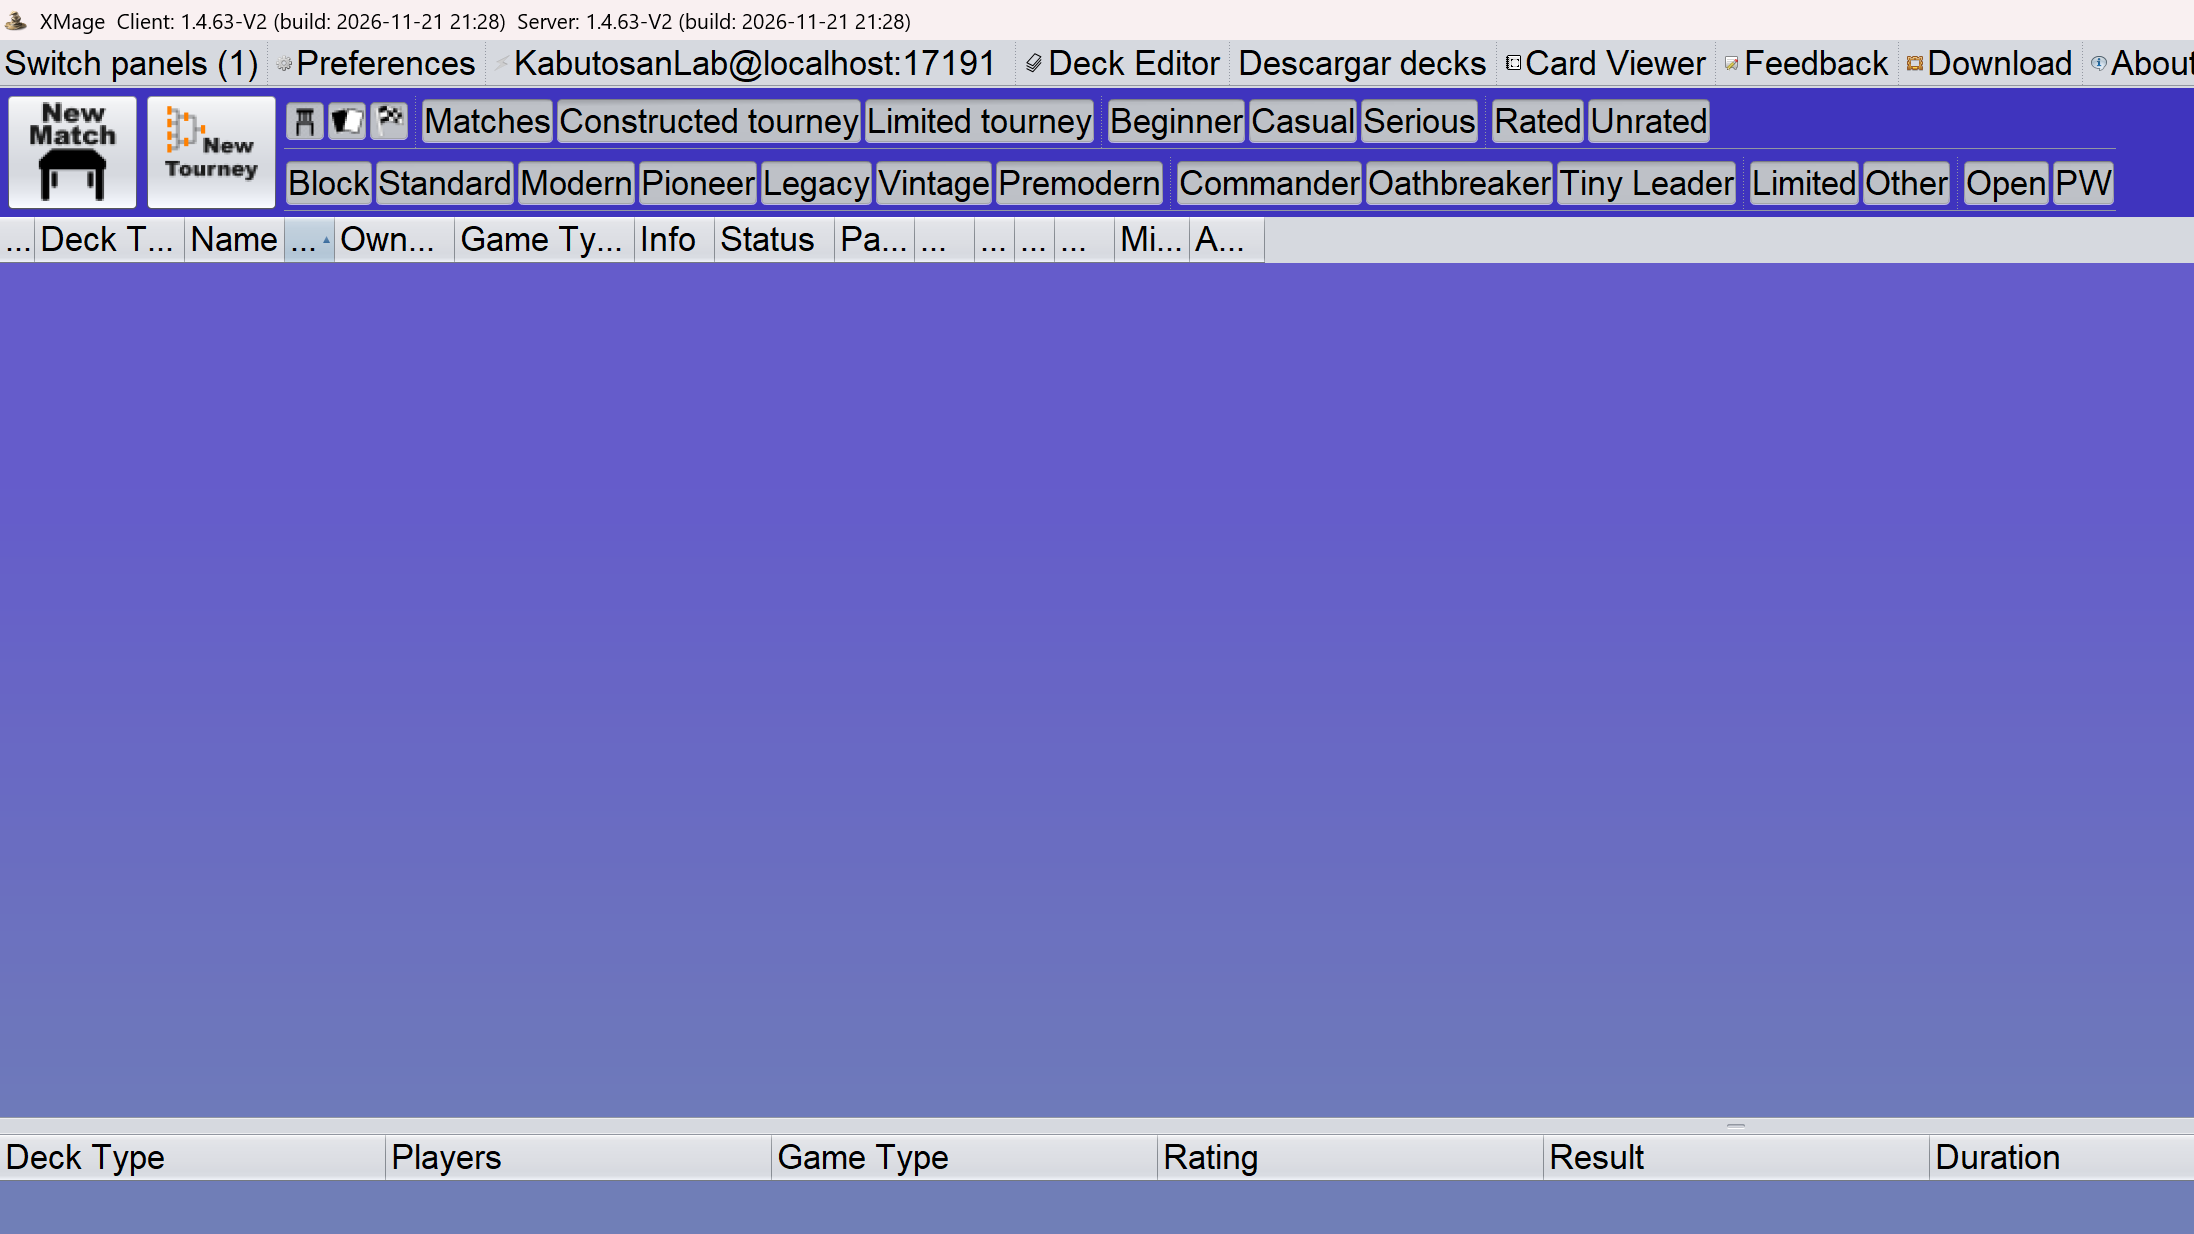 XMage Client: 1.4.63-V2 (build: 2026-11-21 21:28) Server: 1.4.63-V2 (build: 2026-11-21 21:28)
Switch panels (1) Preferences KabutosanLab@localhost:17191 Deck Editor Descargar decks Card Viewer Feedback Download About
New Match
New Tourney
Matches Constructed tourney Limited tourney Beginner Casual Serious Rated Unrated
Block Standard Modern Pioneer Legacy Vintage Premodern Commander Oathbreaker Tiny Leader Limited Other Open PW
... Deck T... Name ... Own... Game Ty... Info Status Pa... ... ... ... ... Mi... A...
Deck Type Players Game Type Rating Result Duration